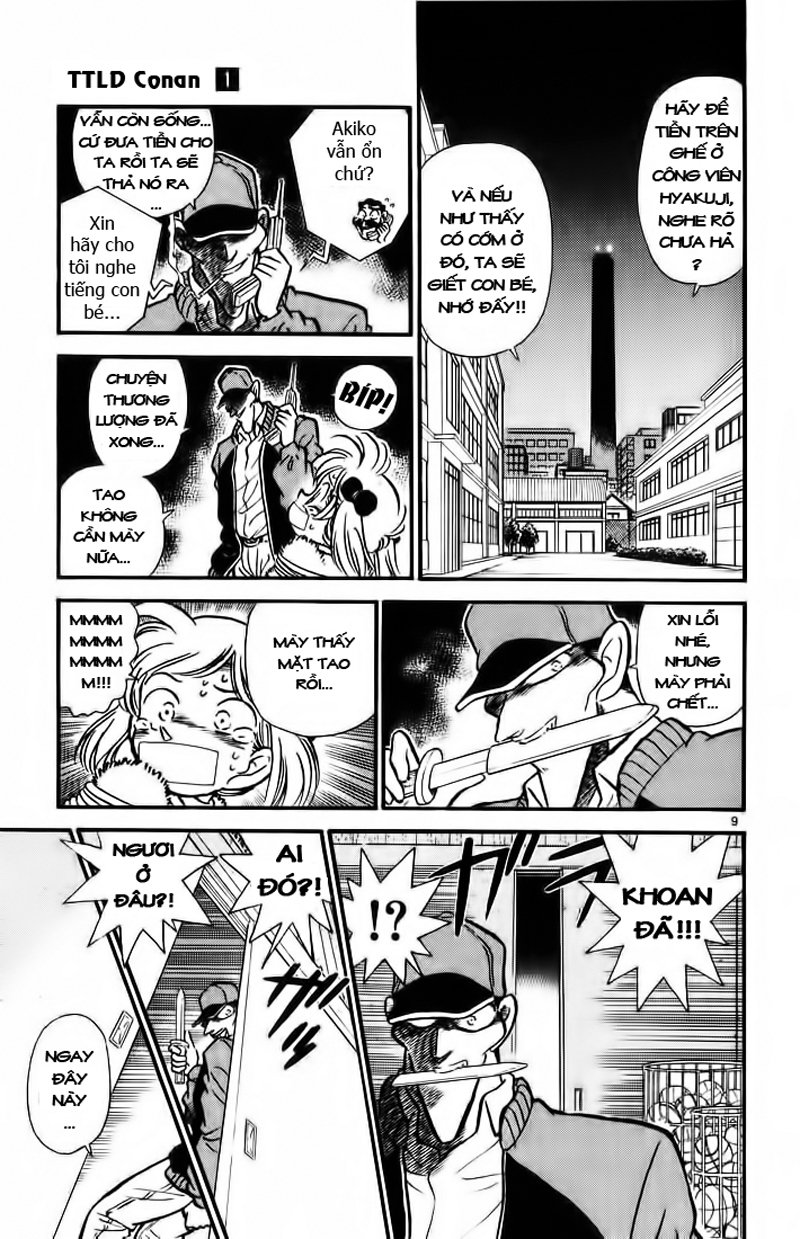 TTLD Conan 1
HÃY ĐỂ
TIỀN TRÊN
GHẾ Ở
CÔNG VIÊN
HYAKUJI,
NGHE RÕ
CHƯA HẢ
?
VÀ NẾU
NHƯ THẤY
CÓ CỚM Ở
ĐÓ, TA SẼ
GIẾT CON BÉ,
NHỚ ĐẤY!!
Akiko
vẫn ổn
chứ?
VẪN CÒN SỐNG...
CỨ ĐƯA TIỀN CHO
TA RỒI TA SẼ
THẢ NÓ RA
...
Xin
hãy cho
tôi nghe
tiếng con
bé...
BÍP!
CHUYỆN
THƯƠNG
LƯỢNG ĐÃ
XONG...
TAO
KHÔNG
CẦN MÀY
NỮA...
XIN LỖI
NHÉ,
NHƯNG
MÀY PHẢI
CHẾT...
MÀY THẤY
MẶT TAO
RỒI...
MMMM
MMMM
MMMM
M!!!
9
KHOAN
ĐÃ!!!
!?
AI
ĐÓ?!
NGƯƠI
Ở
ĐÂU?!
NGAY
ĐÂY
NÀY
...